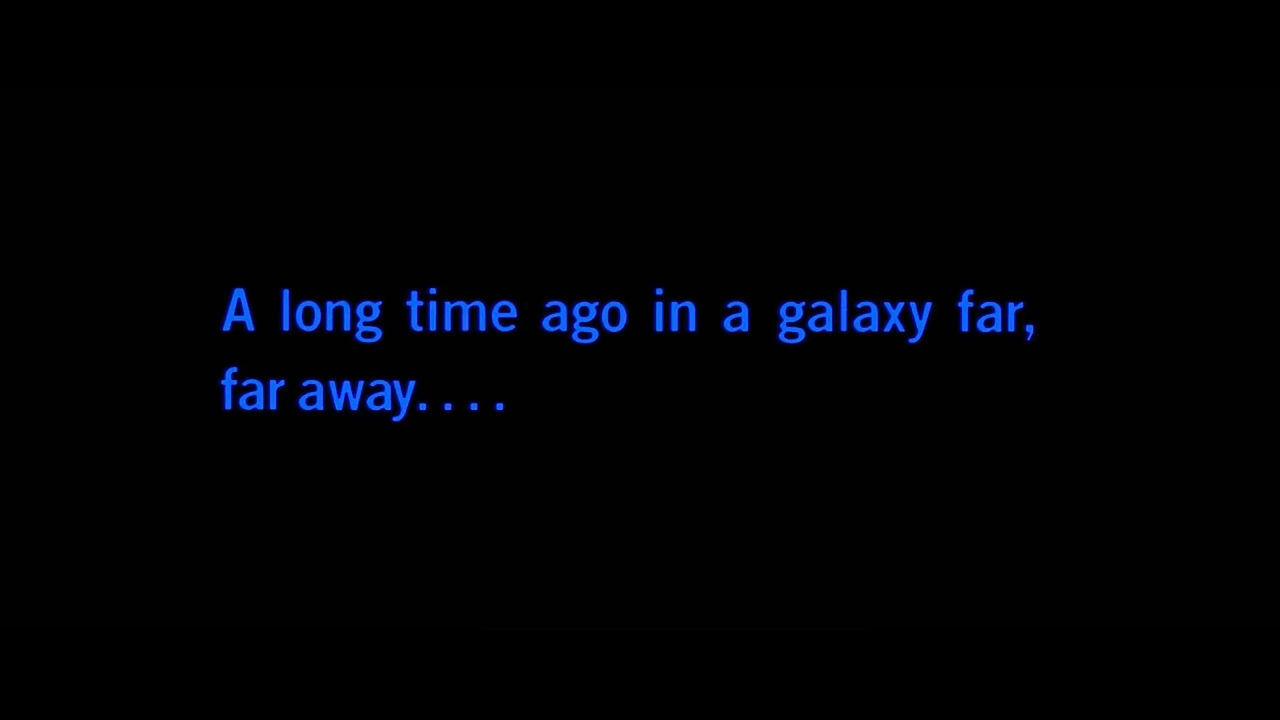 A long time ago in a galaxy far,
far away. . . .